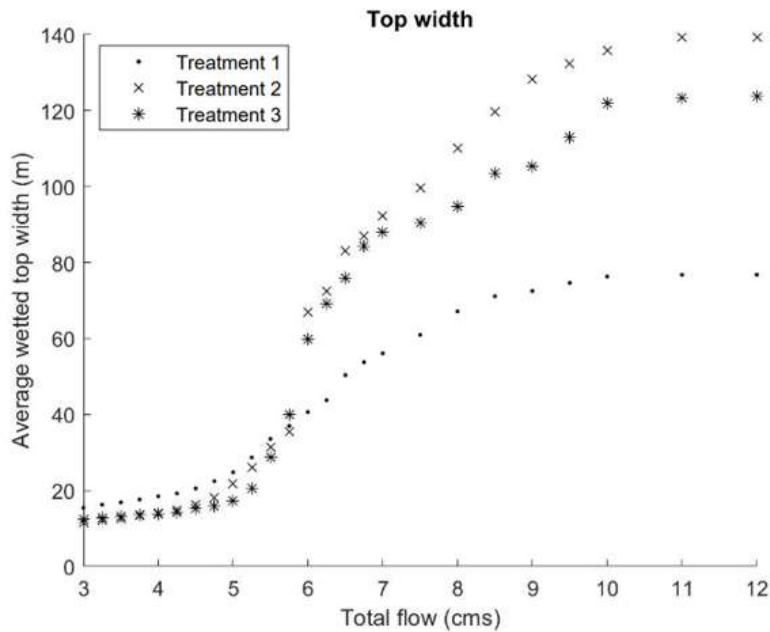 Top width
140
120
100
80
60
40
20
0
Average wetted top width (m)
Treatment 1
Treatment 2
Treatment 3
3 4 5 6 7 8 9 10 11 12
Total flow (cms)